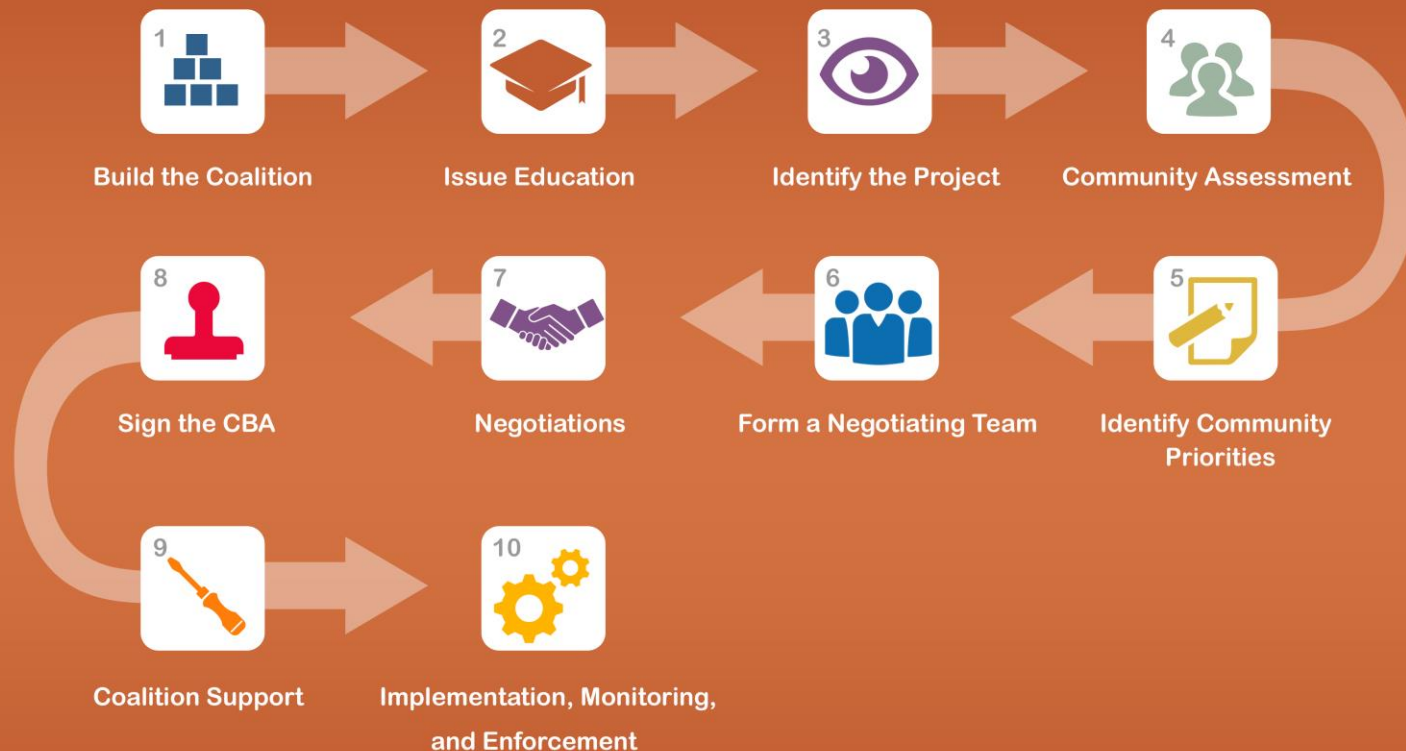 1
Build the Coalition
2
Issue Education
3
Identify the Project
4
Community Assessment
5
Identify Community
Priorities
6
Form a Negotiating Team
7
Negotiations
8
Sign the CBA
9
Coalition Support
10
Implementation, Monitoring,
and Enforcement